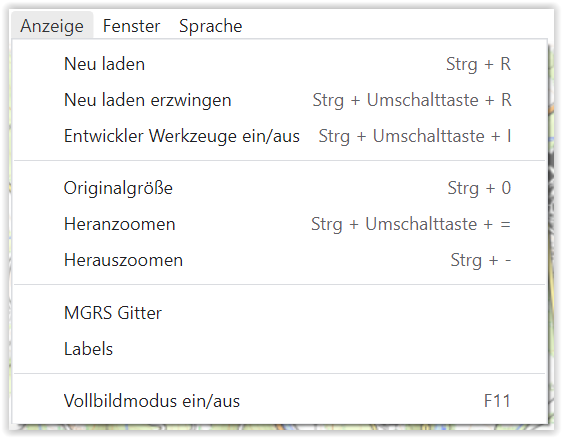 Anzeige Fenster Sprache
Neu laden Strg + R
Neu laden erzwingen Strg + Umschalttaste + R
Entwickler Werkzeuge ein/aus Strg + Umschalttaste + I
Originalgröße Strg + 0
Heranzoomen Strg + Umschalttaste + =
Herauszoomen Strg + -
MGRS Gitter
Labels
Vollbildmodus ein/aus F11